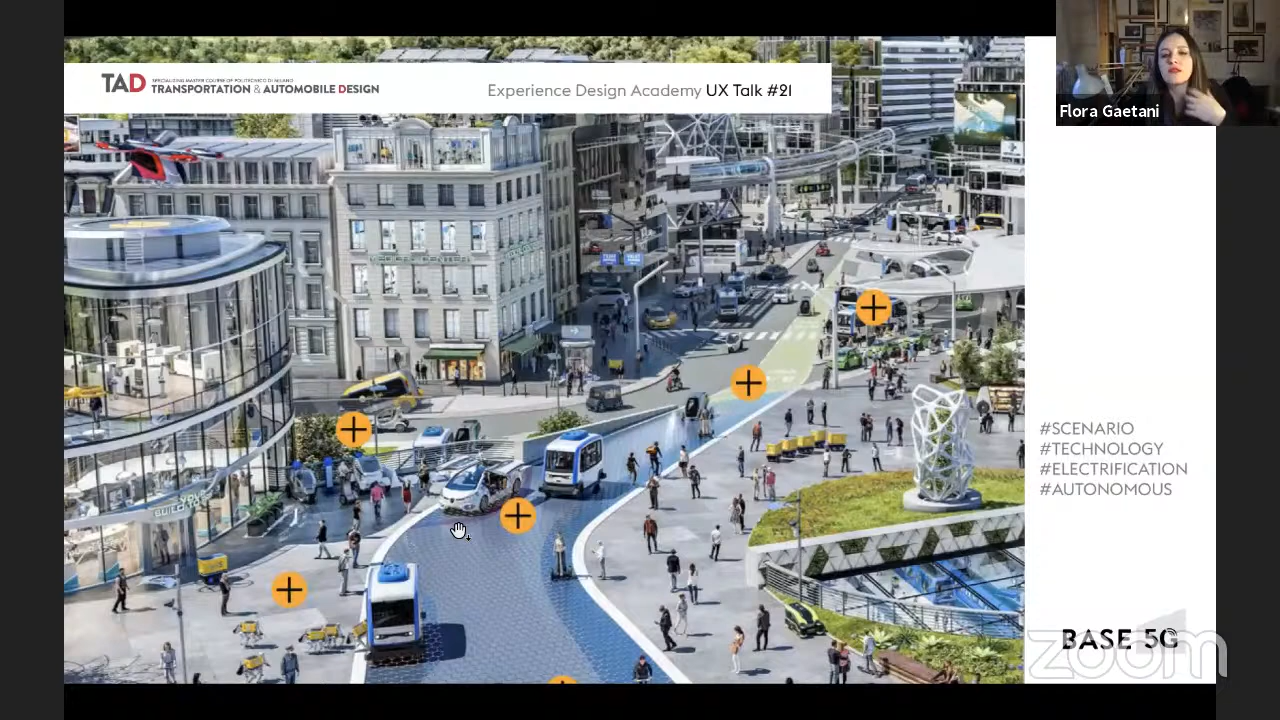 TAD
SPECIALIZING MASTER COURSE OF POLITECNICO DI MILANO
TRANSPORTATION & AUTOMOBILE DESIGN
Experience Design Academy UX Talk #21
Flora Gaetani
#SCENARIO
#TECHNOLOGY
#ELECTRIFICATION
#AUTONOMOUS
BASE 5G
zoom